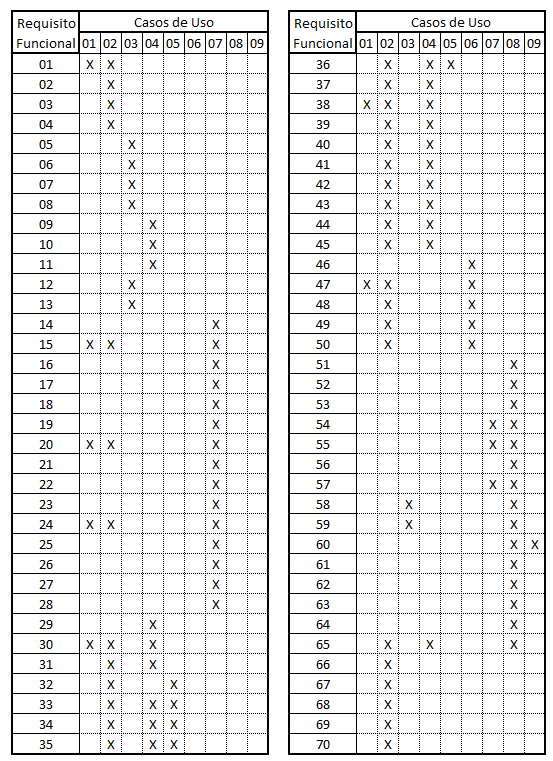 Requisito Casos de Uso
Funcional 01 02 03 04 05 06 07 08 09
01 X X
02 X
03 X
04 X
05 X
06 X
07 X
08 X
09 X
10 X
11 X
12 X
13 X
14 X
15 X X X
16 X
17 X
18 X
19 X
20 X X X
21 X
22 X
23 X
24 X X X
25 X
26 X
27 X
28 X
29 X
30 X X X
31 X X
32 X X
33 X X X
34 X X X
35 X X X
Requisito Casos de Uso
Funcional 01 02 03 04 05 06 07 08 09
36 X X X
37 X X
38 X X X
39 X X
40 X X
41 X X
42 X X
43 X X
44 X X
45 X X
46 X
47 X X X
48 X X
49 X X
50 X X
51 X
52 X
53 X
54 X X
55 X X
56 X
57 X X
58 X X
59 X X
60 X X
61 X
62 X
63 X
64 X
65 X X X
66 X
67 X
68 X
69 X
70 X